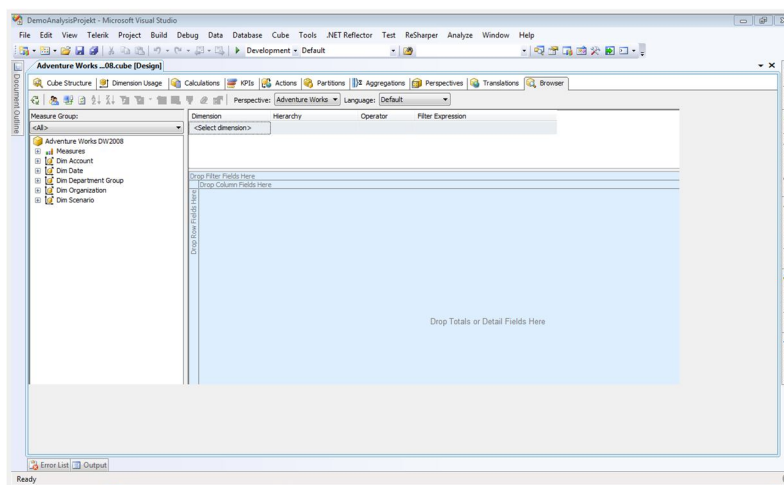 DemoAnalysisProjekt - Microsoft Visual Studio
File Edit View Telerik Project Build Debug Data Database Cube Tools .NET Reflector Test ReSharper Analyze Window Help
Development Default
Adventure Works ...08.cube [Design]
Document Outline
Cube Structure Dimension Usage Calculations KPIs Actions Partitions Aggregations Perspectives Translations Browser
Perspective: Adventure Works Language: Default
Measure Group:
<All>
Adventure Works DW2008
Measures
Dim Account
Dim Date
Dim Department Group
Dim Organization
Dim Scenario
Dimension Hierarchy Operator Filter Expression
<Select dimension>
Drop Filter Fields Here
Drop Column Fields Here
Drop Row Fields Here
Drop Totals or Detail Fields Here
Error List Output
Ready